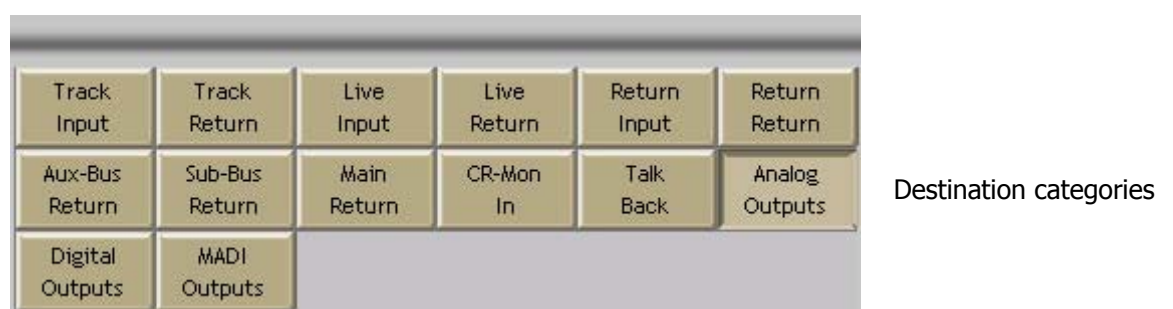 Track Input
Track Return
Live Input
Live Return
Return Input
Return Return
Aux-Bus Return
Sub-Bus Return
Main Return
CR-Mon In
Talk Back
Analog Outputs
Destination categories
Digital Outputs
MADI Outputs